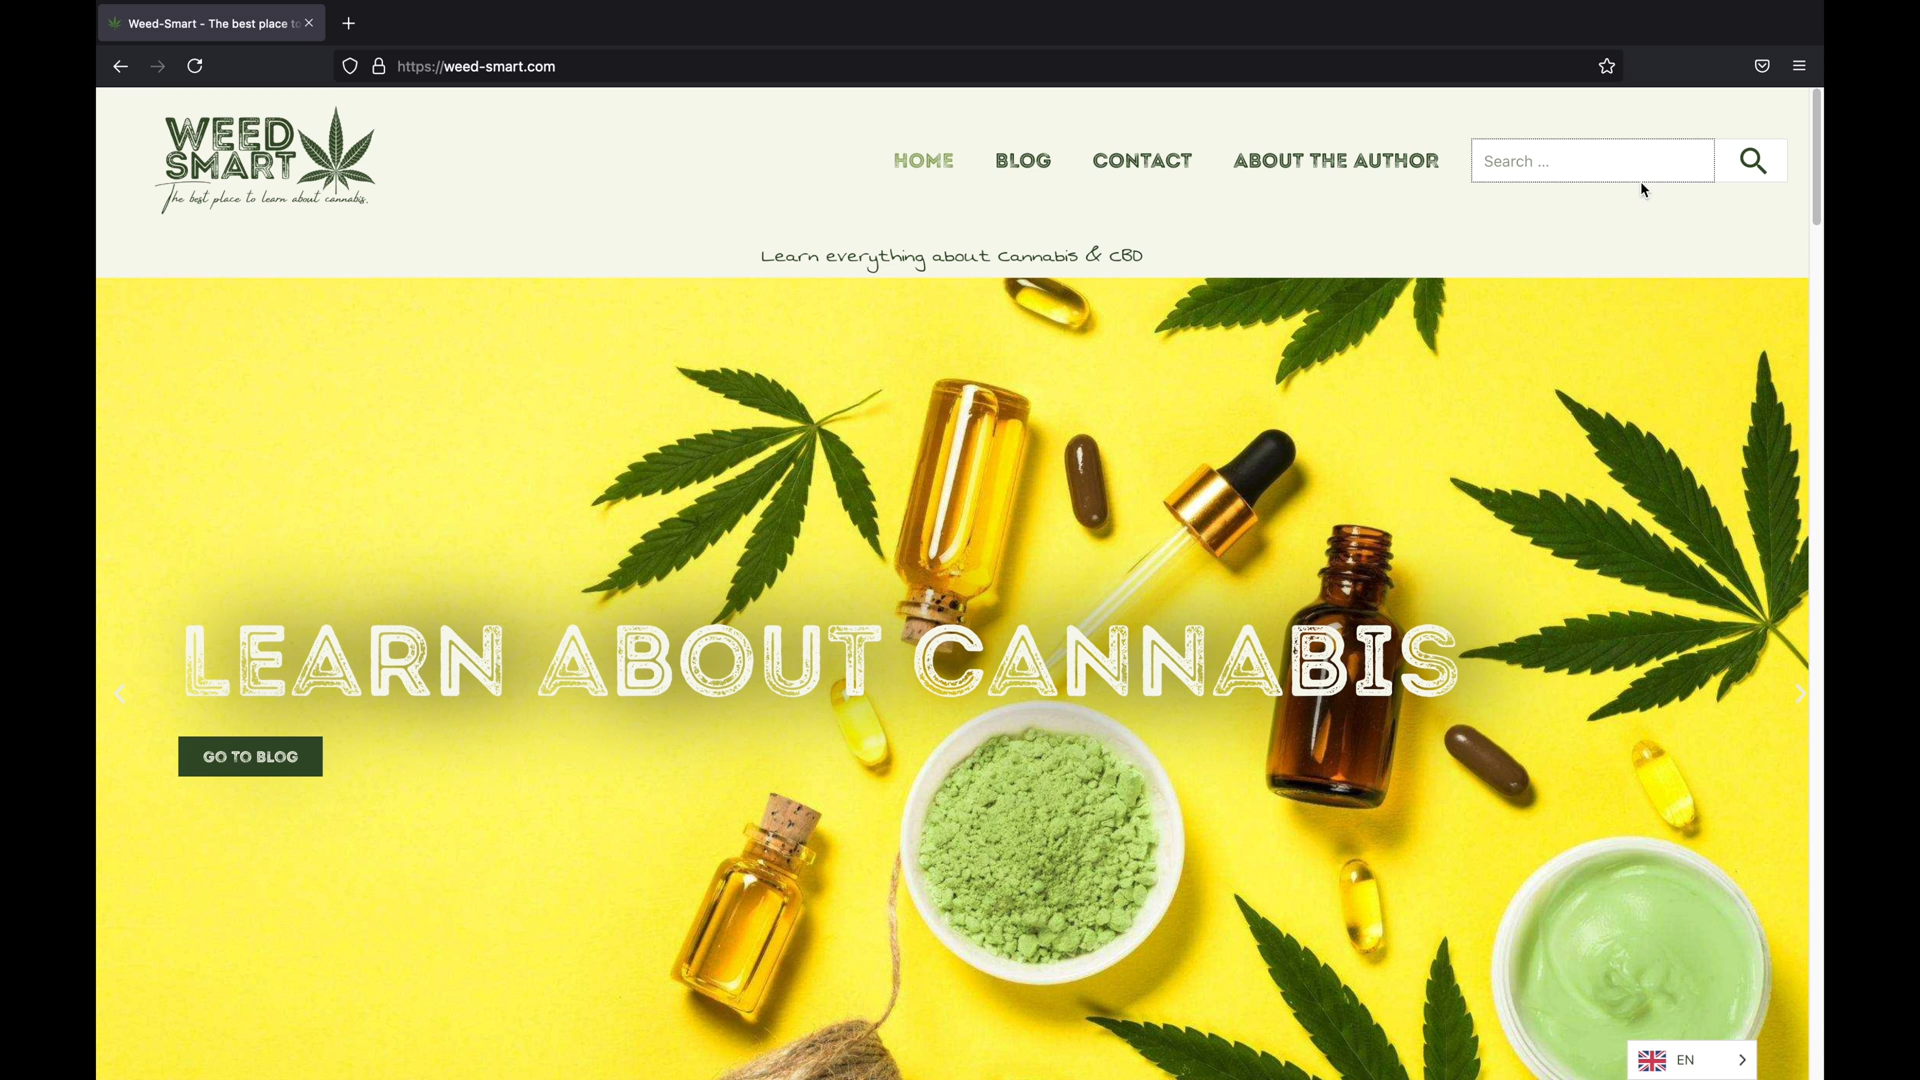 Weed-Smart - The best place to
https://weed-smart.com
WEED
SMART
The best place to learn about cannabis.
HOME BLOG CONTACT ABOUT THE AUTHOR
Search ...
Learn everything about Cannabis & CBD
LEARN ABOUT CANNABIS
GO TO BLOG
EN